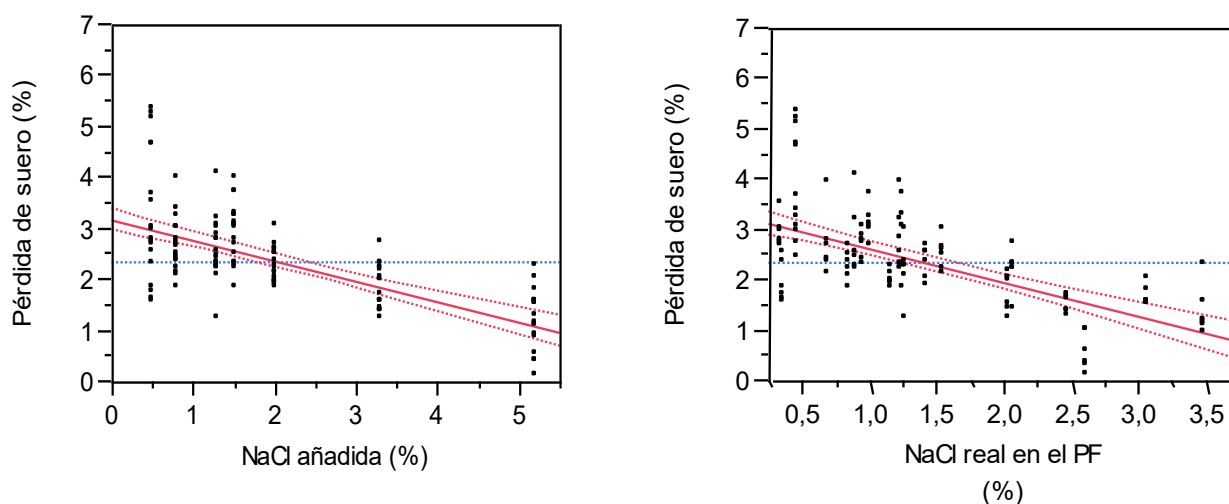 7
6
5
4
3
2
1
0
Pérdida de suero (%)
0 1 2 3 4 5
NaCl añadida (%)
7
6
5
4
3
2
1
0
Pérdida de suero (%)
0,5 1,0 1,5 2,0 2,5 3,0 3,5
NaCl real en el PF
(%)